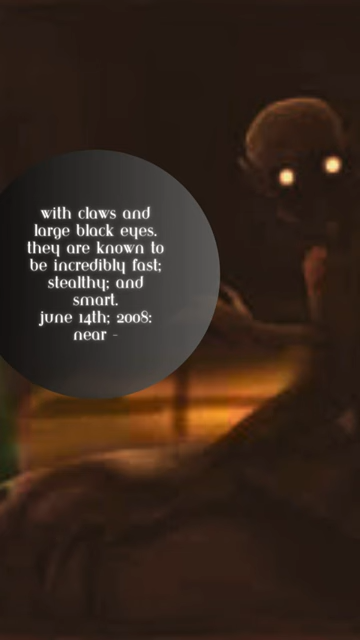 with claws and
large black eyes.
they are known to
be incredibly fast;
stealthy; and
smart.
june 14th; 2008:
near -